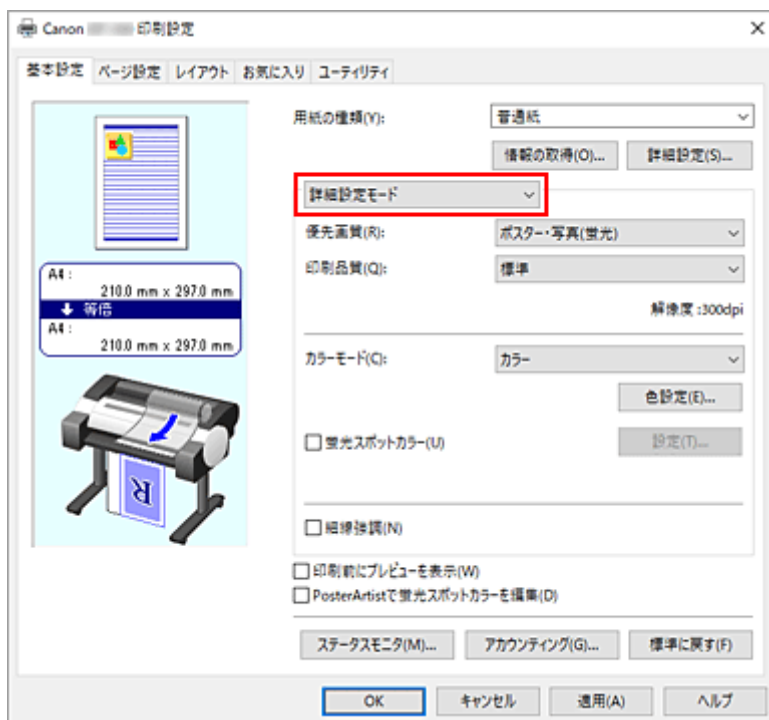 Canon 印刷設定
基本設定 ページ設定 レイアウト お気に入り ユーティリティ
用紙の種類(Y): 普通紙
情報の取得(O)... 詳細設定(S)...
詳細設定モード
優先画質(R): ポスター・写真(蛍光)
印刷品質(Q): 標準
解像度 :300dpi
A4 :
210.0 mm x 297.0 mm
等倍
A4 :
210.0 mm x 297.0 mm
カラーモード(C): カラー
色設定(E)...
蛍光スポットカラー(U) 設定(T)...
R
細線強調(N)
印刷前にプレビューを表示(W)
PosterArtistで蛍光スポットカラーを編集(D)
ステータスモニタ(M)... アカウンティング(G)... 標準に戻す(F)
OK キャンセル 適用(A) ヘルプ